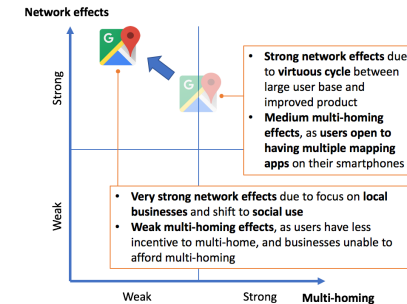 Network effects
Strong
Weak
• Strong network effects due
to virtuous cycle between
large user base and
improved product
• Medium multi-homing
effects, as users open to
having multiple mapping
apps on their smartphones
• Very strong network effects due to focus on local
businesses and shift to social use
• Weak multi-homing effects, as users have less
incentive to multi-home, and businesses unable to
afford multi-homing
Weak
Strong
Multi-homing
G
G